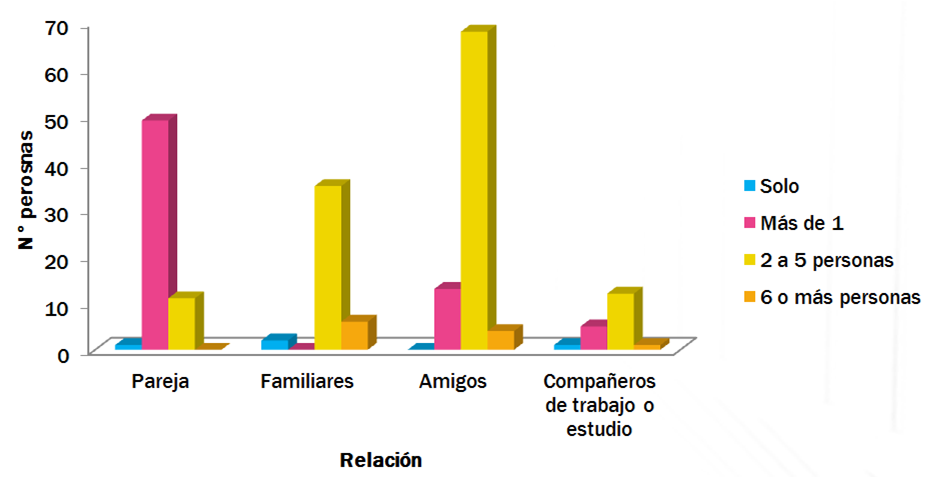 70
60
50
40
30
20
10
0
N° perosnas
Pareja
Familiares
Amigos
Compañeros
de trabajo o
estudio
Relación
Solo
Más de 1
2 a 5 personas
6 o más personas